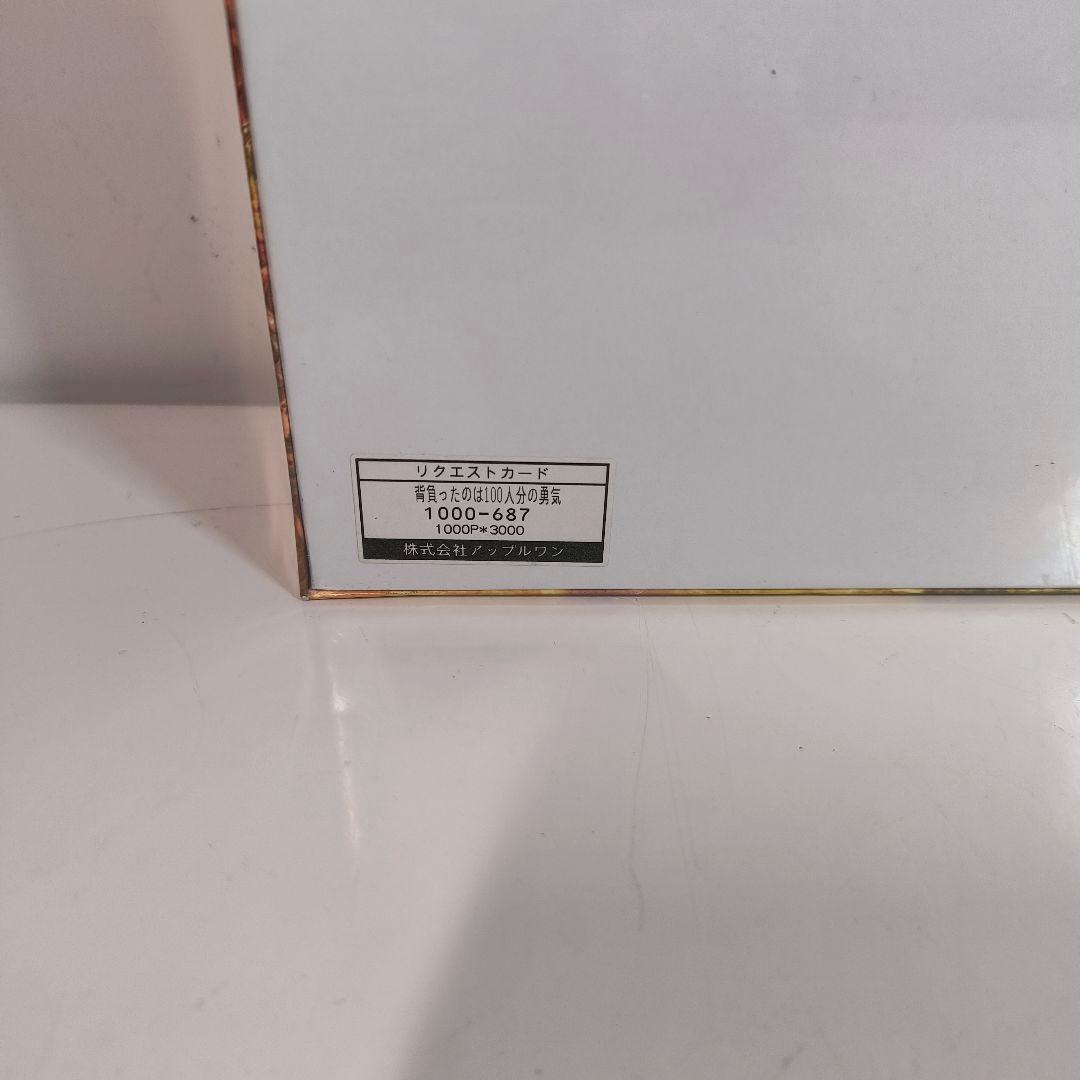 リクエストカード
背負ったのは100人分の勇気
1000-687
1000P*3000
株式会社アップルワン